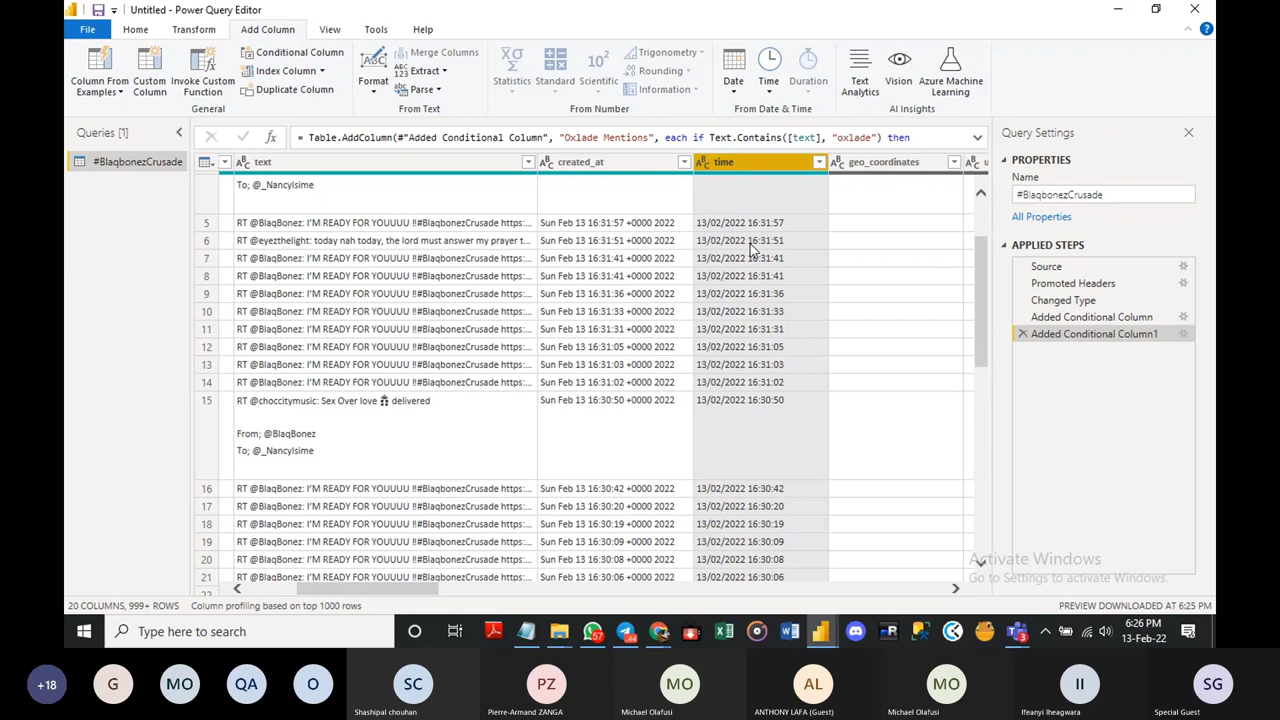 Untitled - Power Query Editor
File
Home
Transform
Add Column
View
Tools
Help
Column From Examples
Custom Column
Invoke Custom Function
Conditional Column
Index Column
Duplicate Column
General
Format
Merge Columns
Extract
Parse
From Text
Statistics
Standard
Scientific
Trigonometry
Rounding
Information
From Number
Date
Time
Duration
From Date & Time
Text Analytics
Vision
Azure Machine Learning
AI Insights
Queries [1]
#BlaqbonezCrusade
= Table.AddColumn(#"Added Conditional Column", "Oxlade Mentions", each if Text.Contains([text], "oxlade") then
text
created_at
time
geo_coordinates
To; @_NancyIsime
5 RT @BlaqBonez: I'M READY FOR YOUUUU !!#BlaqbonezCrusade https:... Sun Feb 13 16:31:57 +0000 2022 13/02/2022 16:31:57
6 RT @eyezthelight: today nah today, the lord must answer my prayer t... Sun Feb 13 16:31:51 +0000 2022 13/02/2022 16:31:51
7 RT @BlaqBonez: I'M READY FOR YOUUUU !!#BlaqbonezCrusade https:... Sun Feb 13 16:31:41 +0000 2022 13/02/2022 16:31:41
8 RT @BlaqBonez: I'M READY FOR YOUUUU !!#BlaqbonezCrusade https:... Sun Feb 13 16:31:41 +0000 2022 13/02/2022 16:31:41
9 RT @BlaqBonez: I'M READY FOR YOUUUU !!#BlaqbonezCrusade https:... Sun Feb 13 16:31:36 +0000 2022 13/02/2022 16:31:36
10 RT @BlaqBonez: I'M READY FOR YOUUUU !!#BlaqbonezCrusade https:... Sun Feb 13 16:31:33 +0000 2022 13/02/2022 16:31:33
11 RT @BlaqBonez: I'M READY FOR YOUUUU !!#BlaqbonezCrusade https:... Sun Feb 13 16:31:31 +0000 2022 13/02/2022 16:31:31
12 RT @BlaqBonez: I'M READY FOR YOUUUU !!#BlaqbonezCrusade https:... Sun Feb 13 16:31:05 +0000 2022 13/02/2022 16:31:05
13 RT @BlaqBonez: I'M READY FOR YOUUUU !!#BlaqbonezCrusade https:... Sun Feb 13 16:31:03 +0000 2022 13/02/2022 16:31:03
14 RT @BlaqBonez: I'M READY FOR YOUUUU !!#BlaqbonezCrusade https:... Sun Feb 13 16:31:02 +0000 2022 13/02/2022 16:31:02
15 RT @choccitymusic: Sex Over love delivered Sun Feb 13 16:30:50 +0000 2022 13/02/2022 16:30:50
From; @BlaqBonez
To; @_NancyIsime
16 RT @BlaqBonez: I'M READY FOR YOUUUU !!#BlaqbonezCrusade https:... Sun Feb 13 16:30:42 +0000 2022 13/02/2022 16:30:42
17 RT @BlaqBonez: I'M READY FOR YOUUUU !!#BlaqbonezCrusade https:... Sun Feb 13 16:30:20 +0000 2022 13/02/2022 16:30:20
18 RT @BlaqBonez: I'M READY FOR YOUUUU !!#BlaqbonezCrusade https:... Sun Feb 13 16:30:19 +0000 2022 13/02/2022 16:30:19
19 RT @BlaqBonez: I'M READY FOR YOUUUU !!#BlaqbonezCrusade https:... Sun Feb 13 16:30:09 +0000 2022 13/02/2022 16:30:09
20 RT @BlaqBonez: I'M READY FOR YOUUUU !!#BlaqbonezCrusade https:... Sun Feb 13 16:30:08 +0000 2022 13/02/2022 16:30:08
21 RT @BlaqBonez: I'M READY FOR YOUUUU !!#BlaqbonezCrusade https:... Sun Feb 13 16:30:06 +0000 2022 13/02/2022 16:30:06
Query Settings
PROPERTIES
Name
#BlaqbonezCrusade
All Properties
APPLIED STEPS
Source
Promoted Headers
Changed Type
Added Conditional Column
Added Conditional Column1
Activate Windows
Go to Settings to activate Windows.
20 COLUMNS, 999+ ROWS Column profiling based on top 1000 rows
PREVIEW DOWNLOADED AT 6:25 PM
Type here to search
57
6:26 PM
13-Feb-22
+18
G
MO
QA
O
SC
PZ
MO
AL
MO
II
SG
Shashipal chouhan
Pierre-Armand ZANGA
Michael Olafusi
ANTHONY LAFA (Guest)
Michael Olafusi
Ifeanyi Iheagwara
Special Guest